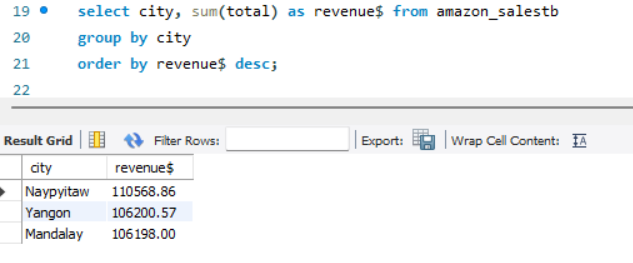 19 select city, sum(total) as revenue$ from amazon_salestb
20 group by city
21 order by revenue$ desc;
22
Result Grid Filter Rows: Export: Wrap Cell Content: IA
city revenue$
Naypyitaw 110568.86
Yangon 106200.57
Mandalay 106198.00